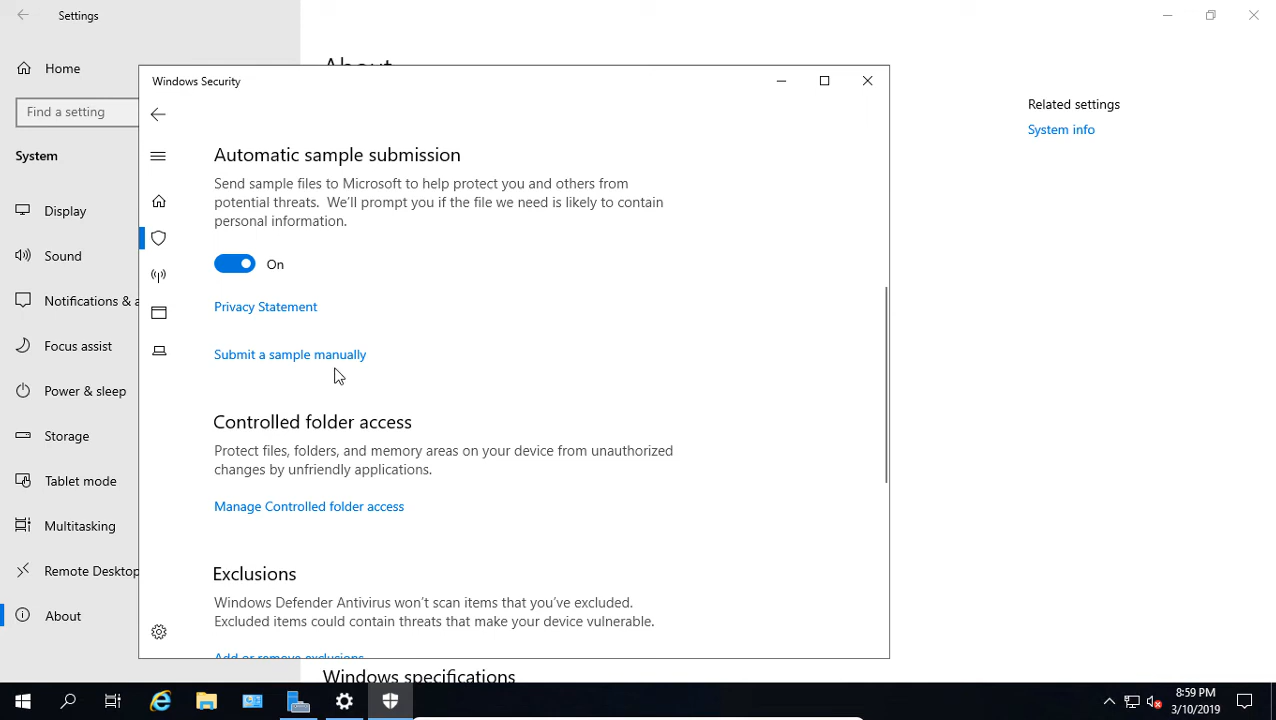 Settings
Home
Find a setting
System
Display
Sound
Notifications & a
Focus assist
Power & sleep
Storage
Tablet mode
Multitasking
Remote Desktop
About
About
Related settings
System info
Windows Security
Automatic sample submission
Send sample files to Microsoft to help protect you and others from
potential threats. We'll prompt you if the file we need is likely to contain
personal information.
On
Privacy Statement
Submit a sample manually
Controlled folder access
Protect files, folders, and memory areas on your device from unauthorized
changes by unfriendly applications.
Manage Controlled folder access
Exclusions
Windows Defender Antivirus won't scan items that you've excluded.
Excluded items could contain threats that make your device vulnerable.
Add or remove exclusions
Windows specifications
8:59 PM
3/10/2019